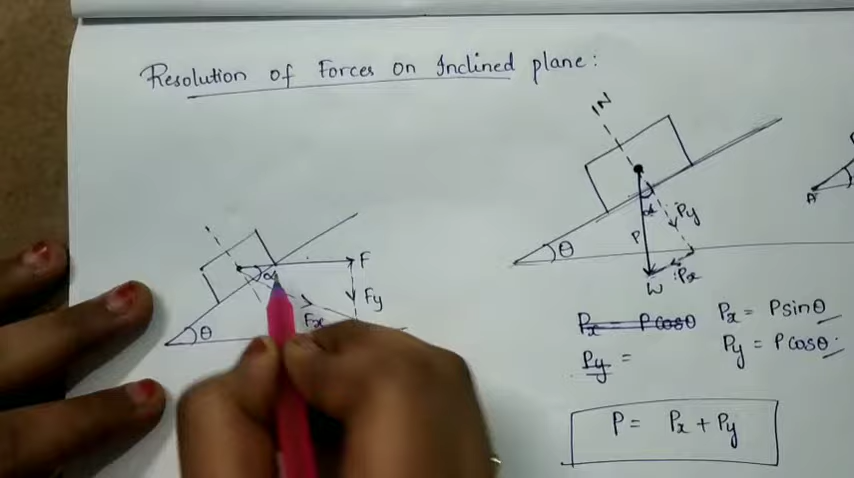 Resolution of Forces on Inclined plane:
N
α
Py
P
θ
Px
W
A
F
α
Fy
Fx
θ
Px = P cosθ Px = P sinθ
Py = Py = P cosθ
P = Px + Py